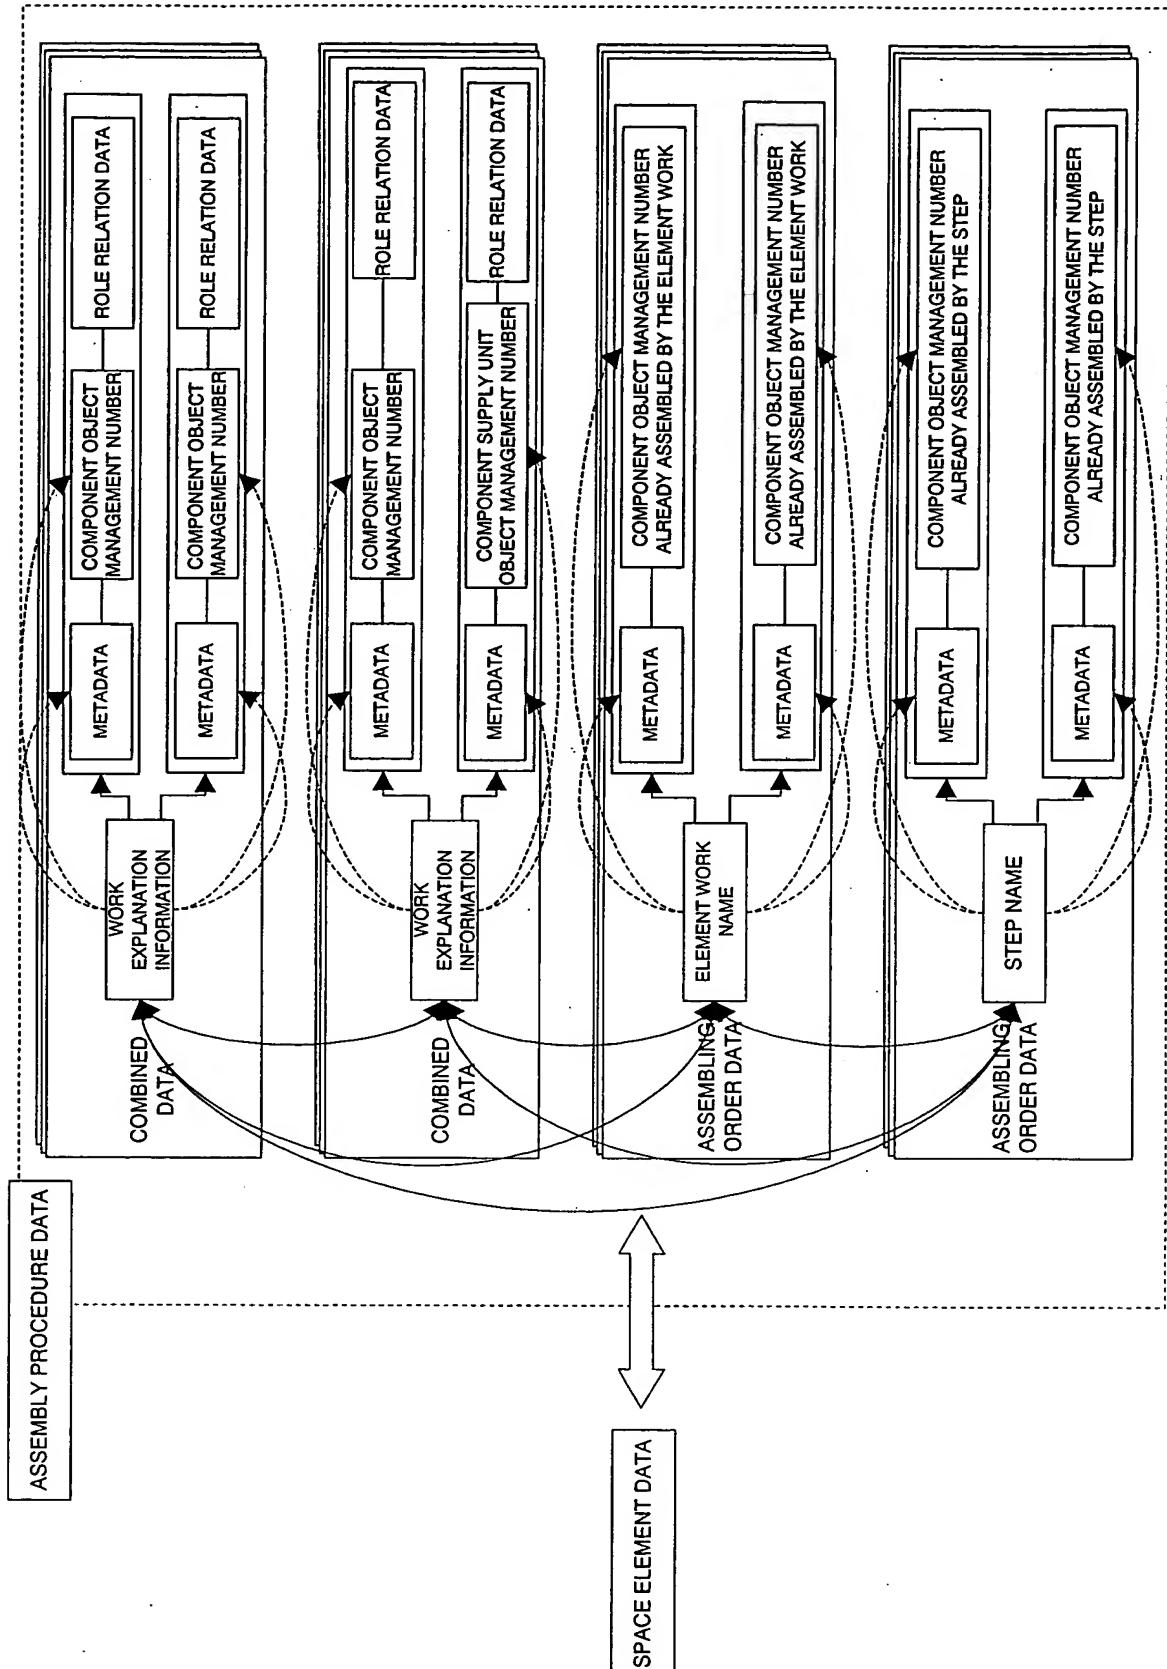 ASSEMBLY PROCEDURE DATA
COMBINED
DATA
WORK
EXPLANATION
INFORMATION
METADATA
COMPONENT OBJECT
MANAGEMENT NUMBER
ROLE RELATION DATA
METADATA
COMPONENT OBJECT
MANAGEMENT NUMBER
ROLE RELATION DATA
COMBINED
DATA
WORK
EXPLANATION
INFORMATION
METADATA
COMPONENT OBJECT
MANAGEMENT NUMBER
ROLE RELATION DATA
METADATA
COMPONENT SUPPLY UNIT
OBJECT MANAGEMENT NUMBER
ROLE RELATION DATA
SPACE ELEMENT DATA
ASSEMBLING
ORDER DATA
ELEMENT WORK
NAME
METADATA
COMPONENT OBJECT MANAGEMENT NUMBER
ALREADY ASSEMBLED BY THE ELEMENT WORK
METADATA
COMPONENT OBJECT MANAGEMENT NUMBER
ALREADY ASSEMBLED BY THE ELEMENT WORK
ASSEMBLING
ORDER DATA
STEP NAME
METADATA
COMPONENT OBJECT MANAGEMENT NUMBER
ALREADY ASSEMBLED BY THE STEP
METADATA
COMPONENT OBJECT MANAGEMENT NUMBER
ALREADY ASSEMBLED BY THE STEP